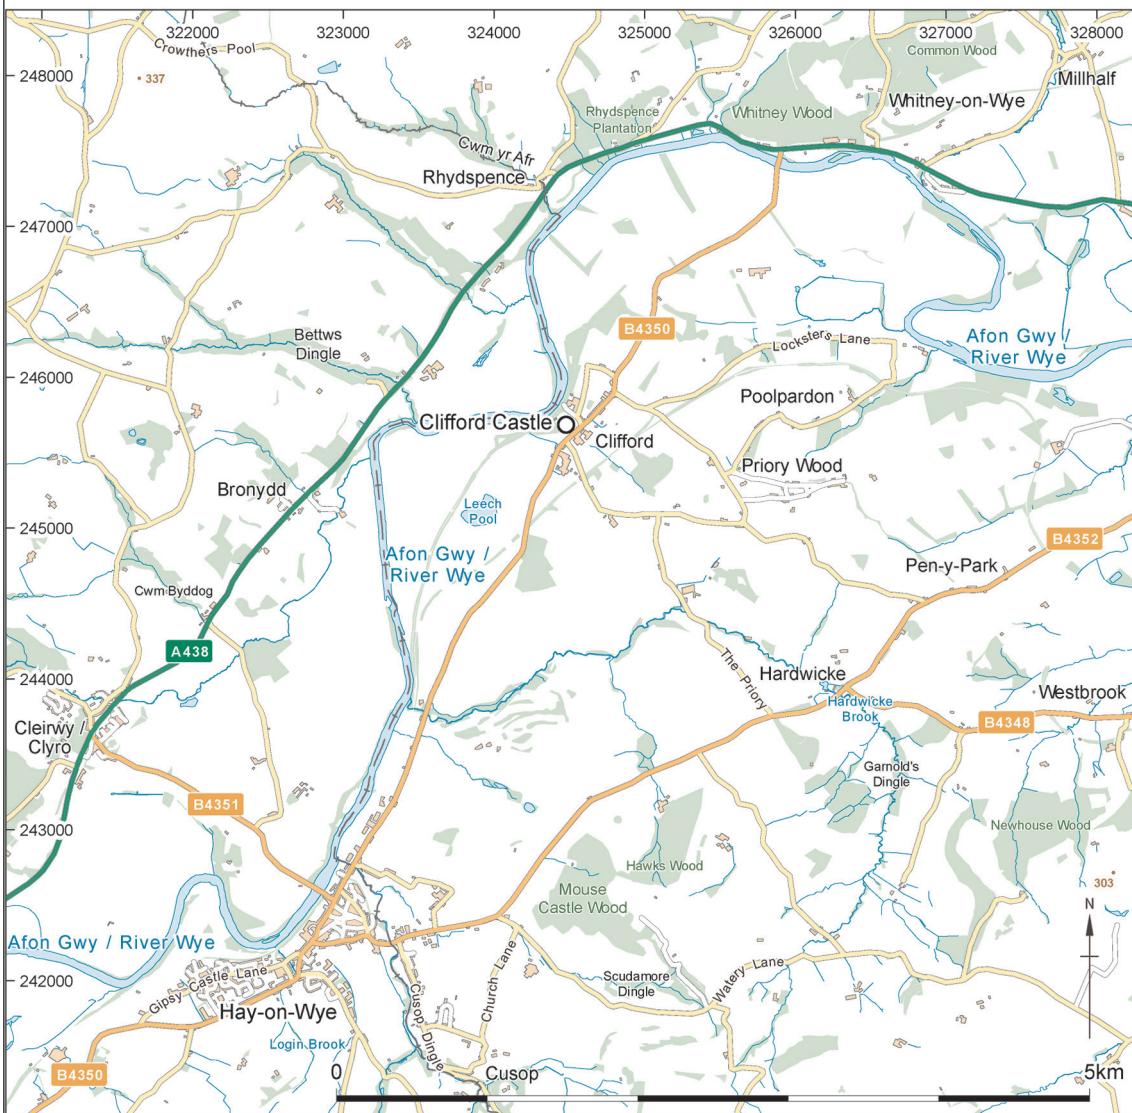 322000
323000
324000
325000
326000
327000
328000
Crowthers Pool
Common Wood
248000
337
Millhalf
Whitney-on-Wye
Rhydspence
Plantation
Whitney Wood
Cwm yr Afr
Rhydspence
247000
B4350
Bettws
Dingle
Locksters Lane
Afon Gwy /
River Wye
246000
Poolpardon
Clifford Castle
Clifford
Priory Wood
Bronydd
Leech
Pool
245000
B4352
Afon Gwy /
River Wye
Pen-y-Park
Cwm Byddog
A438
244000
The Priory
Hardwicke
Hardwicke
Brook
Westbrook
Cleirwy /
Clyro
B4348
Garnold's
Dingle
B4351
243000
Newhouse Wood
Hawks Wood
303
Mouse
Castle Wood
N
Afon Gwy / River Wye
242000
Gipsy Castle Lane
Church Lane
Scudamore
Dingle
Watery Lane
Hay-on-Wye
Cusop Dingle
Login Brook
B4350
Cusop
0
5km